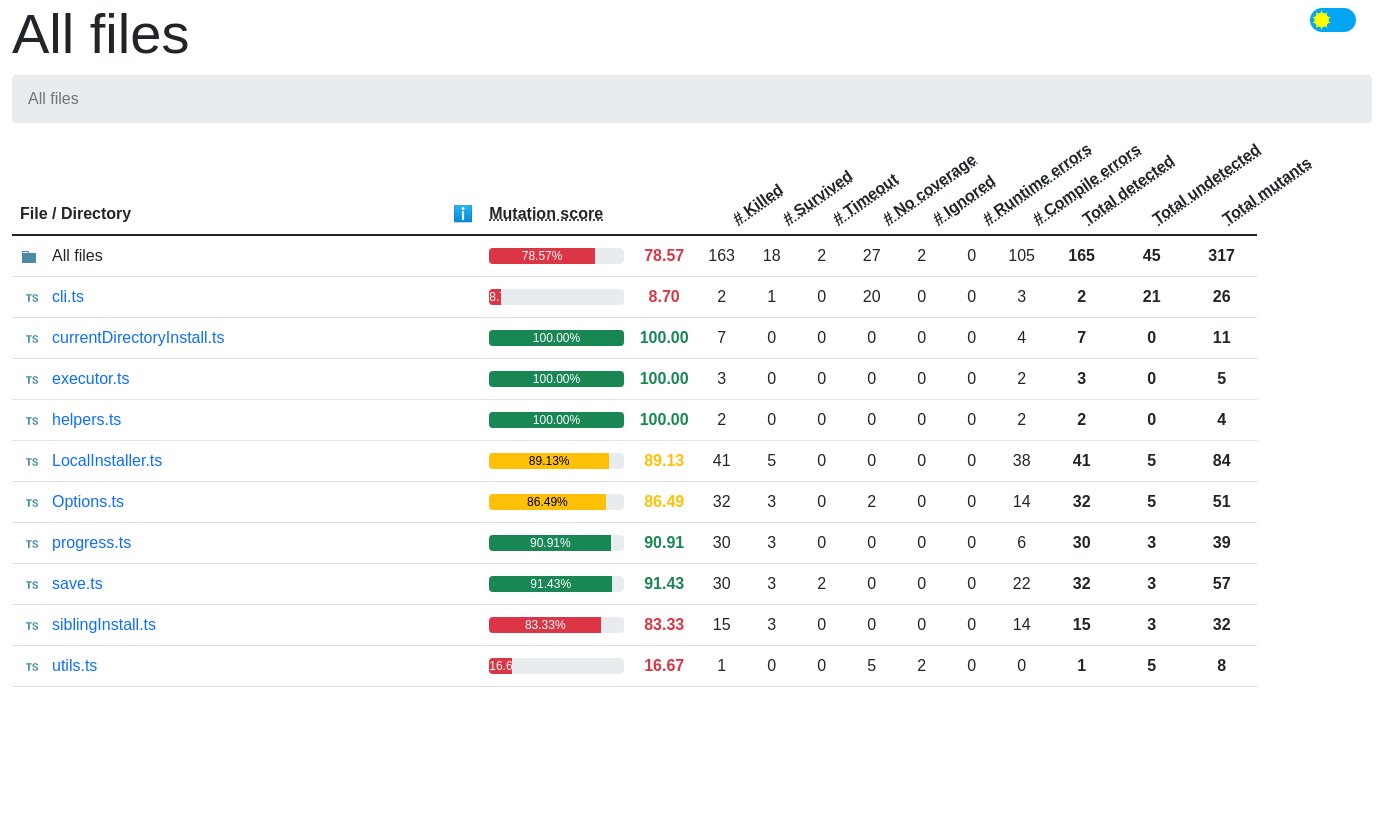 All files
All files
File / Directory ℹ Mutation score # Killed # Survived # Timeout # No coverage # Ignored # Runtime errors # Compile errors Total detected Total undetected Total mutants
All files 78.57% 78.57 163 18 2 27 2 0 105 165 45 317
TS cli.ts 8. 8.70 2 1 0 20 0 0 3 2 21 26
TS currentDirectoryInstall.ts 100.00% 100.00 7 0 0 0 0 0 4 7 0 11
TS executor.ts 100.00% 100.00 3 0 0 0 0 0 2 3 0 5
TS helpers.ts 100.00% 100.00 2 0 0 0 0 0 2 2 0 4
TS LocalInstaller.ts 89.13% 89.13 41 5 0 0 0 0 38 41 5 84
TS Options.ts 86.49% 86.49 32 3 0 2 0 0 14 32 5 51
TS progress.ts 90.91% 90.91 30 3 0 0 0 0 6 30 3 39
TS save.ts 91.43% 91.43 30 3 2 0 0 0 22 32 3 57
TS siblingInstall.ts 83.33% 83.33 15 3 0 0 0 0 14 15 3 32
TS utils.ts 16.6 16.67 1 0 0 5 2 0 0 1 5 8